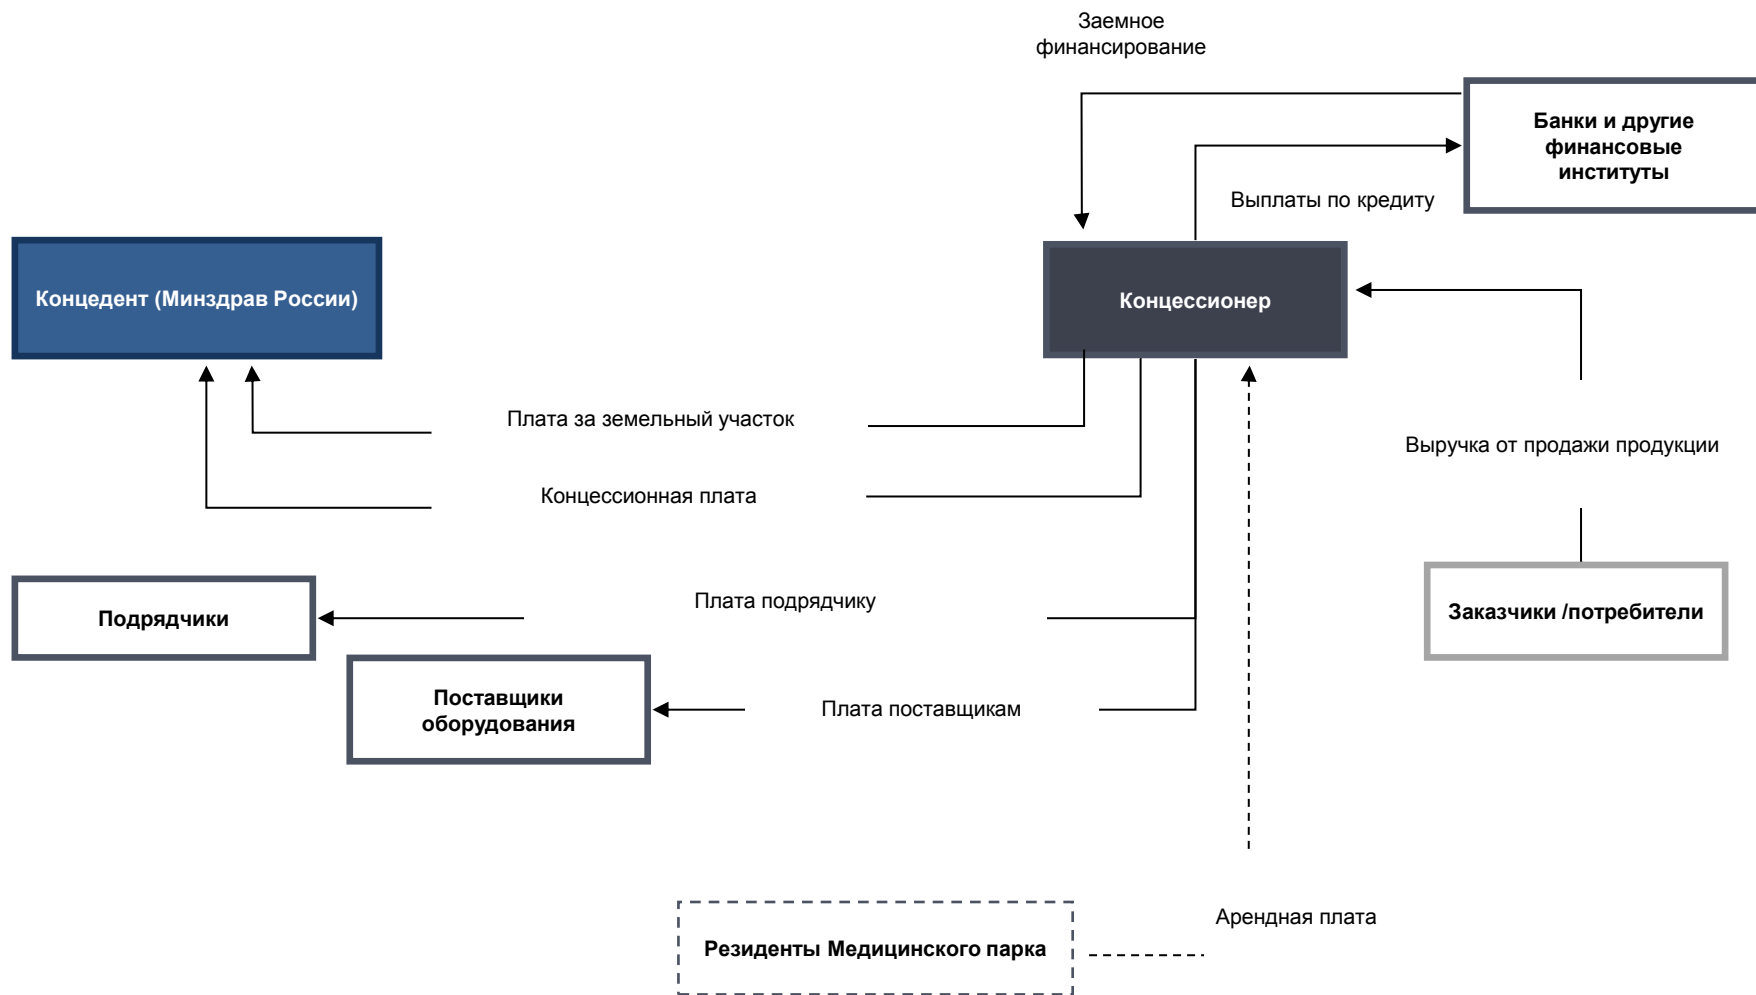 Заемное
финансирование
Банки и другие
финансовые
институты
Выплаты по кредиту
Концедент (Минздрав России)
Концессионер
Плата за земельный участок
Выручка от продажи продукции
Концессионная плата
Плата подрядчику
Подрядчики
Заказчики /потребители
Поставщики
оборудования
Плата поставщикам
Арендная плата
Резиденты Медицинского парка